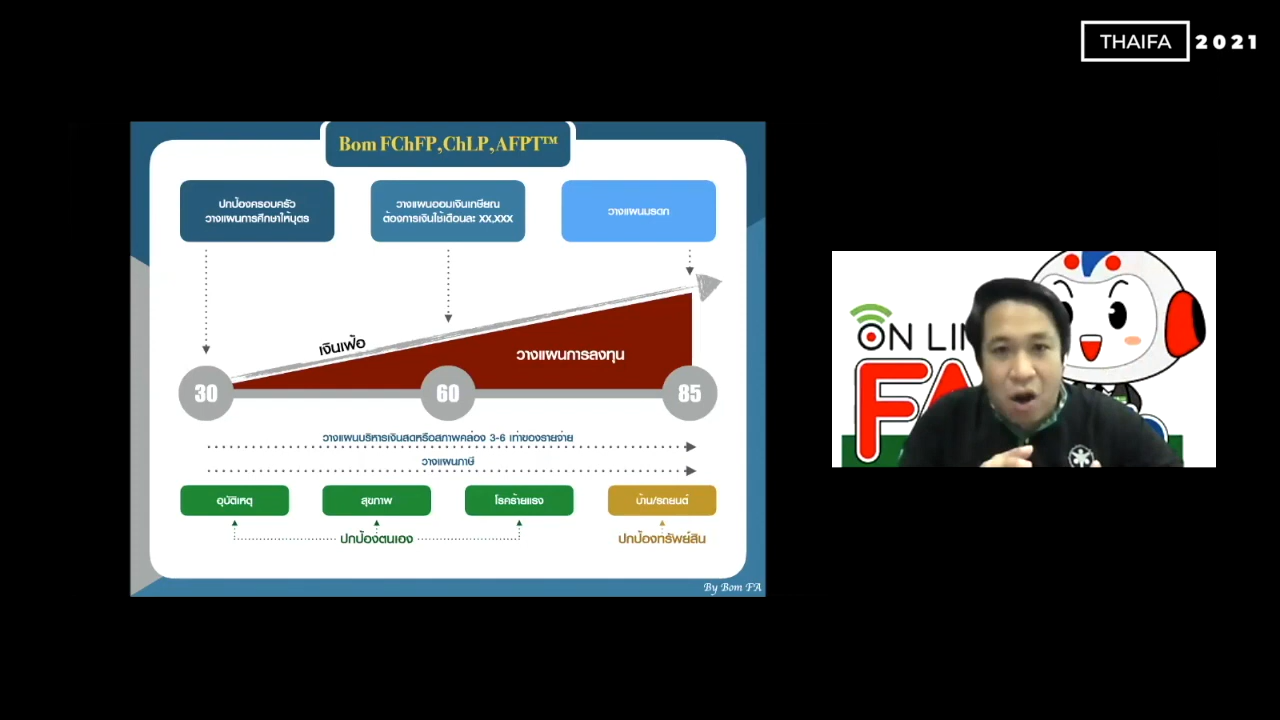 THAIFA 2021
Bom FChFP,ChLP,AFPT™
ปกป้องครอบครัว
วางแผนการศึกษาให้บุตร
วางแผนออมเงินเกษียณ
ต้องการเงินใช้เดือนละ XX,XXX
วางแผนมรดก
เงินเฟ้อ
วางแผนการลงทุน
30
60
85
วางแผนบริหารเงินสดหรือสภาพคล่อง 3-6 เท่าของรายจ่าย
วางแผนภาษี
อุบัติเหตุ
สุขภาพ
โรคร้ายแรง
บ้าน/รถยนต์
ปกป้องตนเอง
ปกป้องทรัพย์สิน
By Bom FA
ON LIN
FA